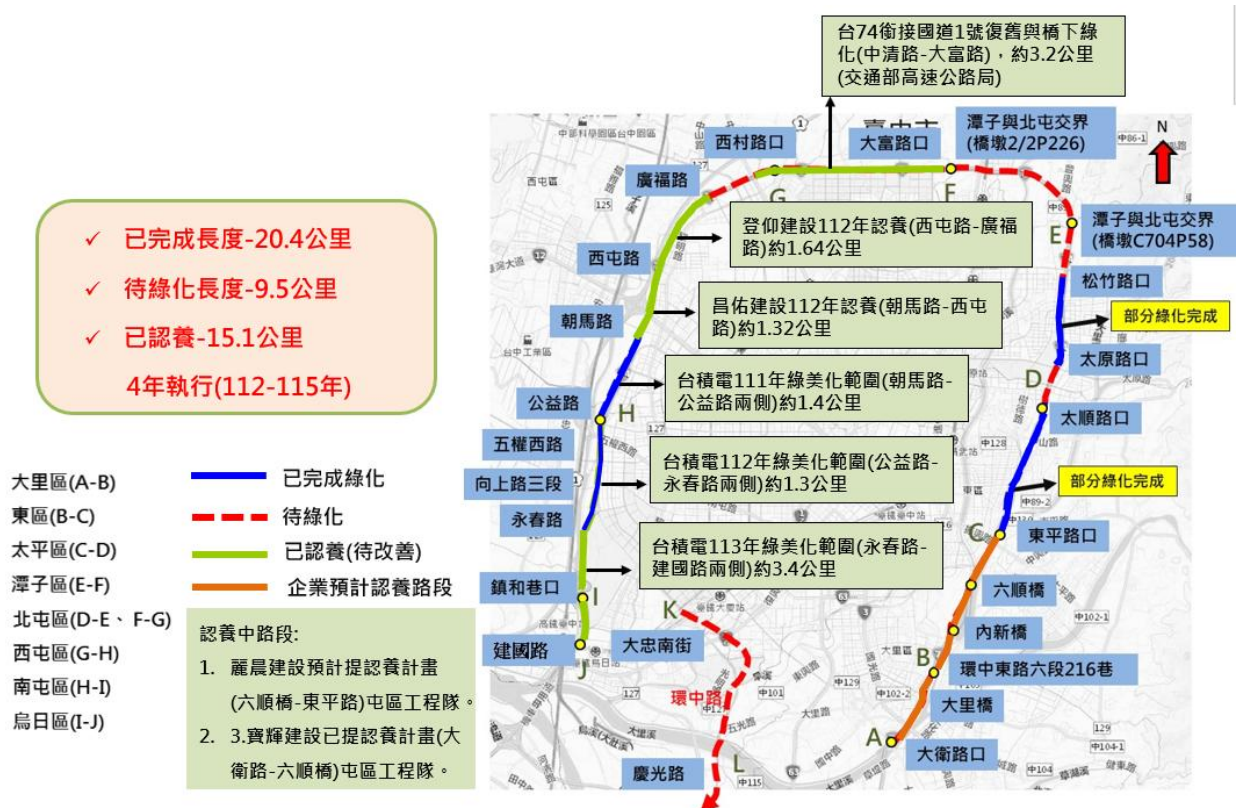 台74銜接國道1號復舊與橋下綠
化(中清路-大富路)，約3.2公里
(交通部高速公路局)
西村路口
大富路口
潭子與北屯交界
(橋墩2/2P226)
N
廣福路
G
F
E
潭子與北屯交界
(橋墩C704P58)
✓ 已完成長度-20.4公里
✓ 待綠化長度-9.5公里
✓ 已認養-15.1公里
4年執行(112-115年)
登仰建設112年認養(西屯路-廣福
路)約1.64公里
西屯路
松竹路口
昌佑建設112年認養(朝馬路-西屯
路)約1.32公里
部分綠化完成
朝馬路
太原路口
台積電111年綠美化範圍(朝馬路-
公益路兩側)約1.4公里
D
公益路
H
太順路口
五權西路
台積電112年綠美化範圍(公益路-
永春路兩側)約1.3公里
向上路三段
部分綠化完成
永春路
C
東平路口
台積電113年綠美化範圍(永春路-
建國路兩側)約3.4公里
鎮和巷口
I
六順橋
K
建國路
J
大忠南街
內新橋
B
環中東路六段216巷
環中路
大里橋
A
大衛路口
慶光路
L
大里區(A-B)
東區(B-C)
太平區(C-D)
潭子區(E-F)
北屯區(D-E、F-G)
西屯區(G-H)
南屯區(H-I)
烏日區(I-J)
已完成綠化
待綠化
已認養(待改善)
企業預計認養路段
認養中路段:
1. 麗晨建設預計提認養計畫
(六順橋-東平路)屯區工程隊。
2. 3.寶輝建設已提認養計畫(大
衛路-六順橋)屯區工程隊。